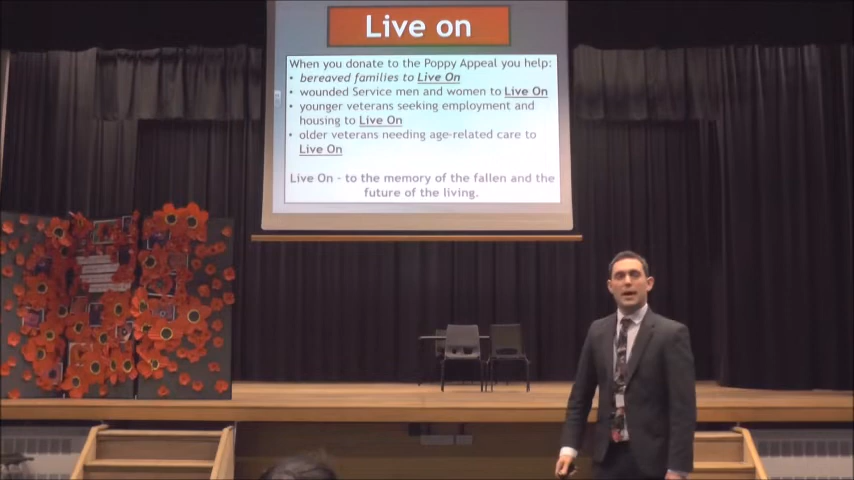 Live on
When you donate to the Poppy Appeal you help:
• bereaved families to Live On
• wounded Service men and women to Live On
• younger veterans seeking employment and
housing to Live On
• older veterans needing age-related care to
Live On
Live On - to the memory of the fallen and the
future of the living.